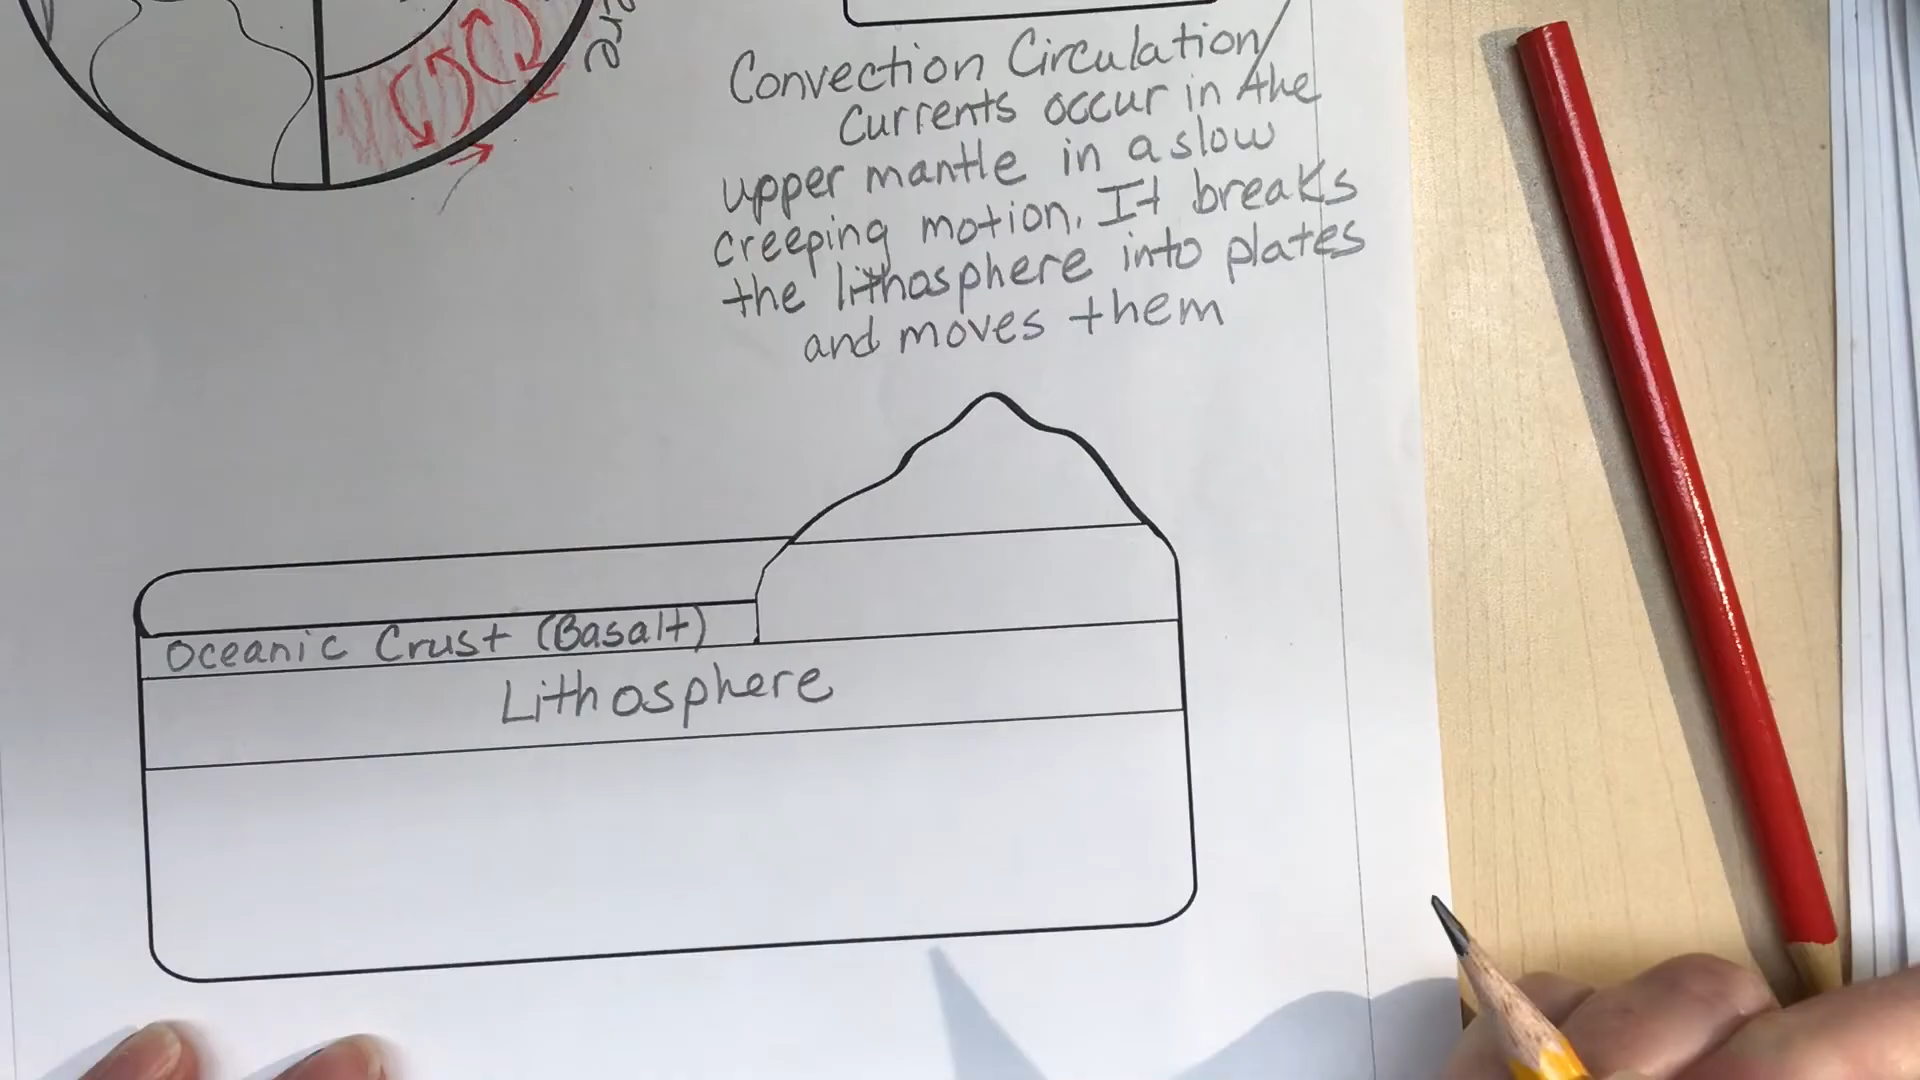 Convection Circulation/
Currents occur in the
upper mantle in a slow
creeping motion. It breaks
the lithosphere into plates
and moves them
Oceanic Crust (Basalt)
Lithosphere